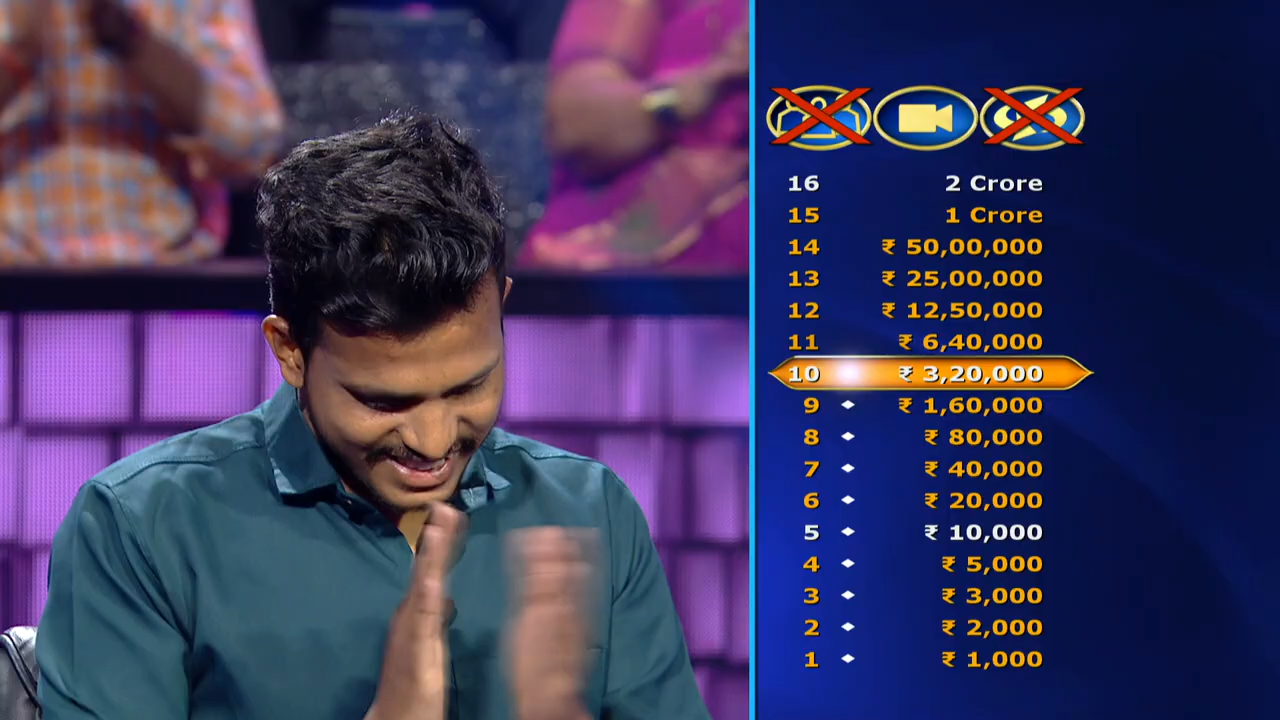 16 2 Crore
15 1 Crore
14 ₹ 50,00,000
13 ₹ 25,00,000
12 ₹ 12,50,000
11 ₹ 6,40,000
10 ₹ 3,20,000
9 ₹ 1,60,000
8 ₹ 80,000
7 ₹ 40,000
6 ₹ 20,000
5 ₹ 10,000
4 ₹ 5,000
3 ₹ 3,000
2 ₹ 2,000
1 ₹ 1,000